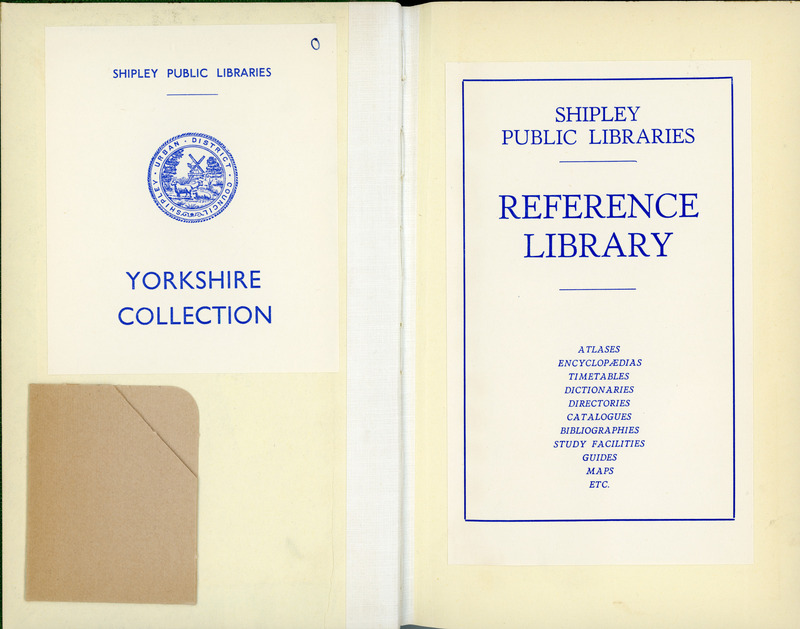 O
SHIPLEY PUBLIC LIBRARIES
SHIPLEY · URBAN · DISTRICT · COUNCIL
YORKSHIRE
COLLECTION
SHIPLEY
PUBLIC LIBRARIES
REFERENCE
LIBRARY
ATLASES
ENCYCLOPÆDIAS
TIMETABLES
DICTIONARIES
DIRECTORIES
CATALOGUES
BIBLIOGRAPHIES
STUDY FACILITIES
GUIDES
MAPS
ETC.